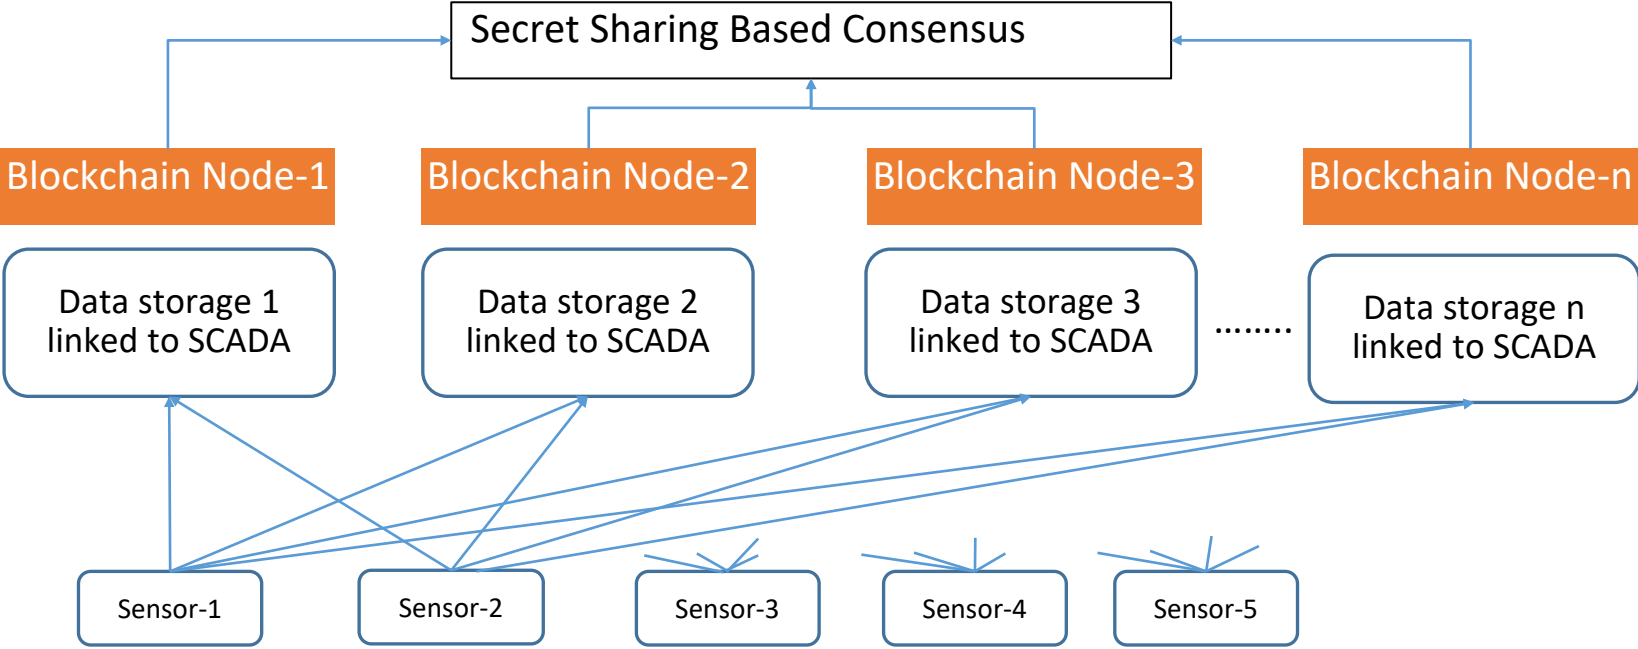 Secret Sharing Based Consensus
Blockchain Node-1
Blockchain Node-2
Blockchain Node-3
Blockchain Node-n
Data storage 1
linked to SCADA
Data storage 2
linked to SCADA
Data storage 3
linked to SCADA
........
Data storage n
linked to SCADA
Sensor-1
Sensor-2
Sensor-3
Sensor-4
Sensor-5